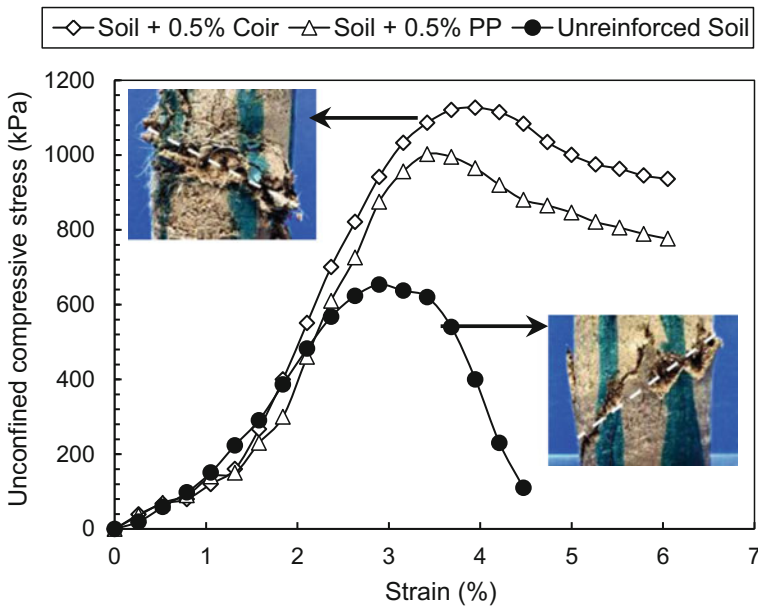 Soil + 0.5% Coir Soil + 0.5% PP Unreinforced Soil
Unconfined compressive stress (kPa)
1200
1000
800
600
400
200
0
0 1 2 3 4 5 6 7
Strain (%)